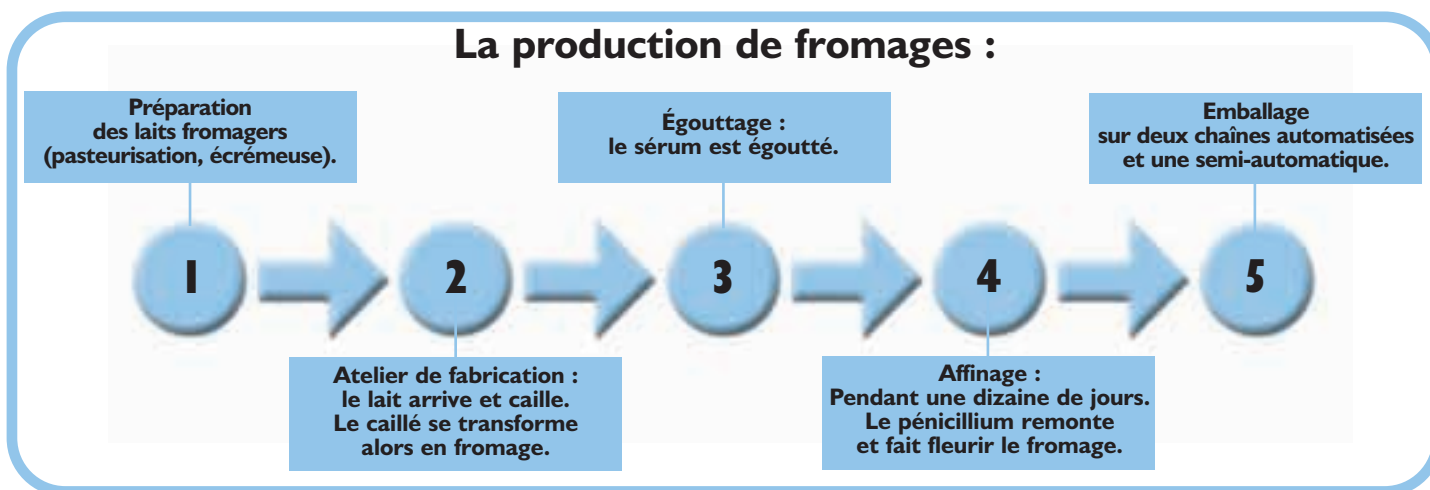 La production de fromages :
Préparation
des laits fromagers
(pasteurisation, écrémeuse).
Égouttage :
le sérum est égoutté.
Emballage
sur deux chaînes automatisées
et une semi-automatique.
1
2
3
4
5
Atelier de fabrication :
le lait arrive et caille.
Le caillé se transforme
alors en fromage.
Affinage :
Pendant une dizaine de jours.
Le pénicillium remonte
et fait fleurir le fromage.